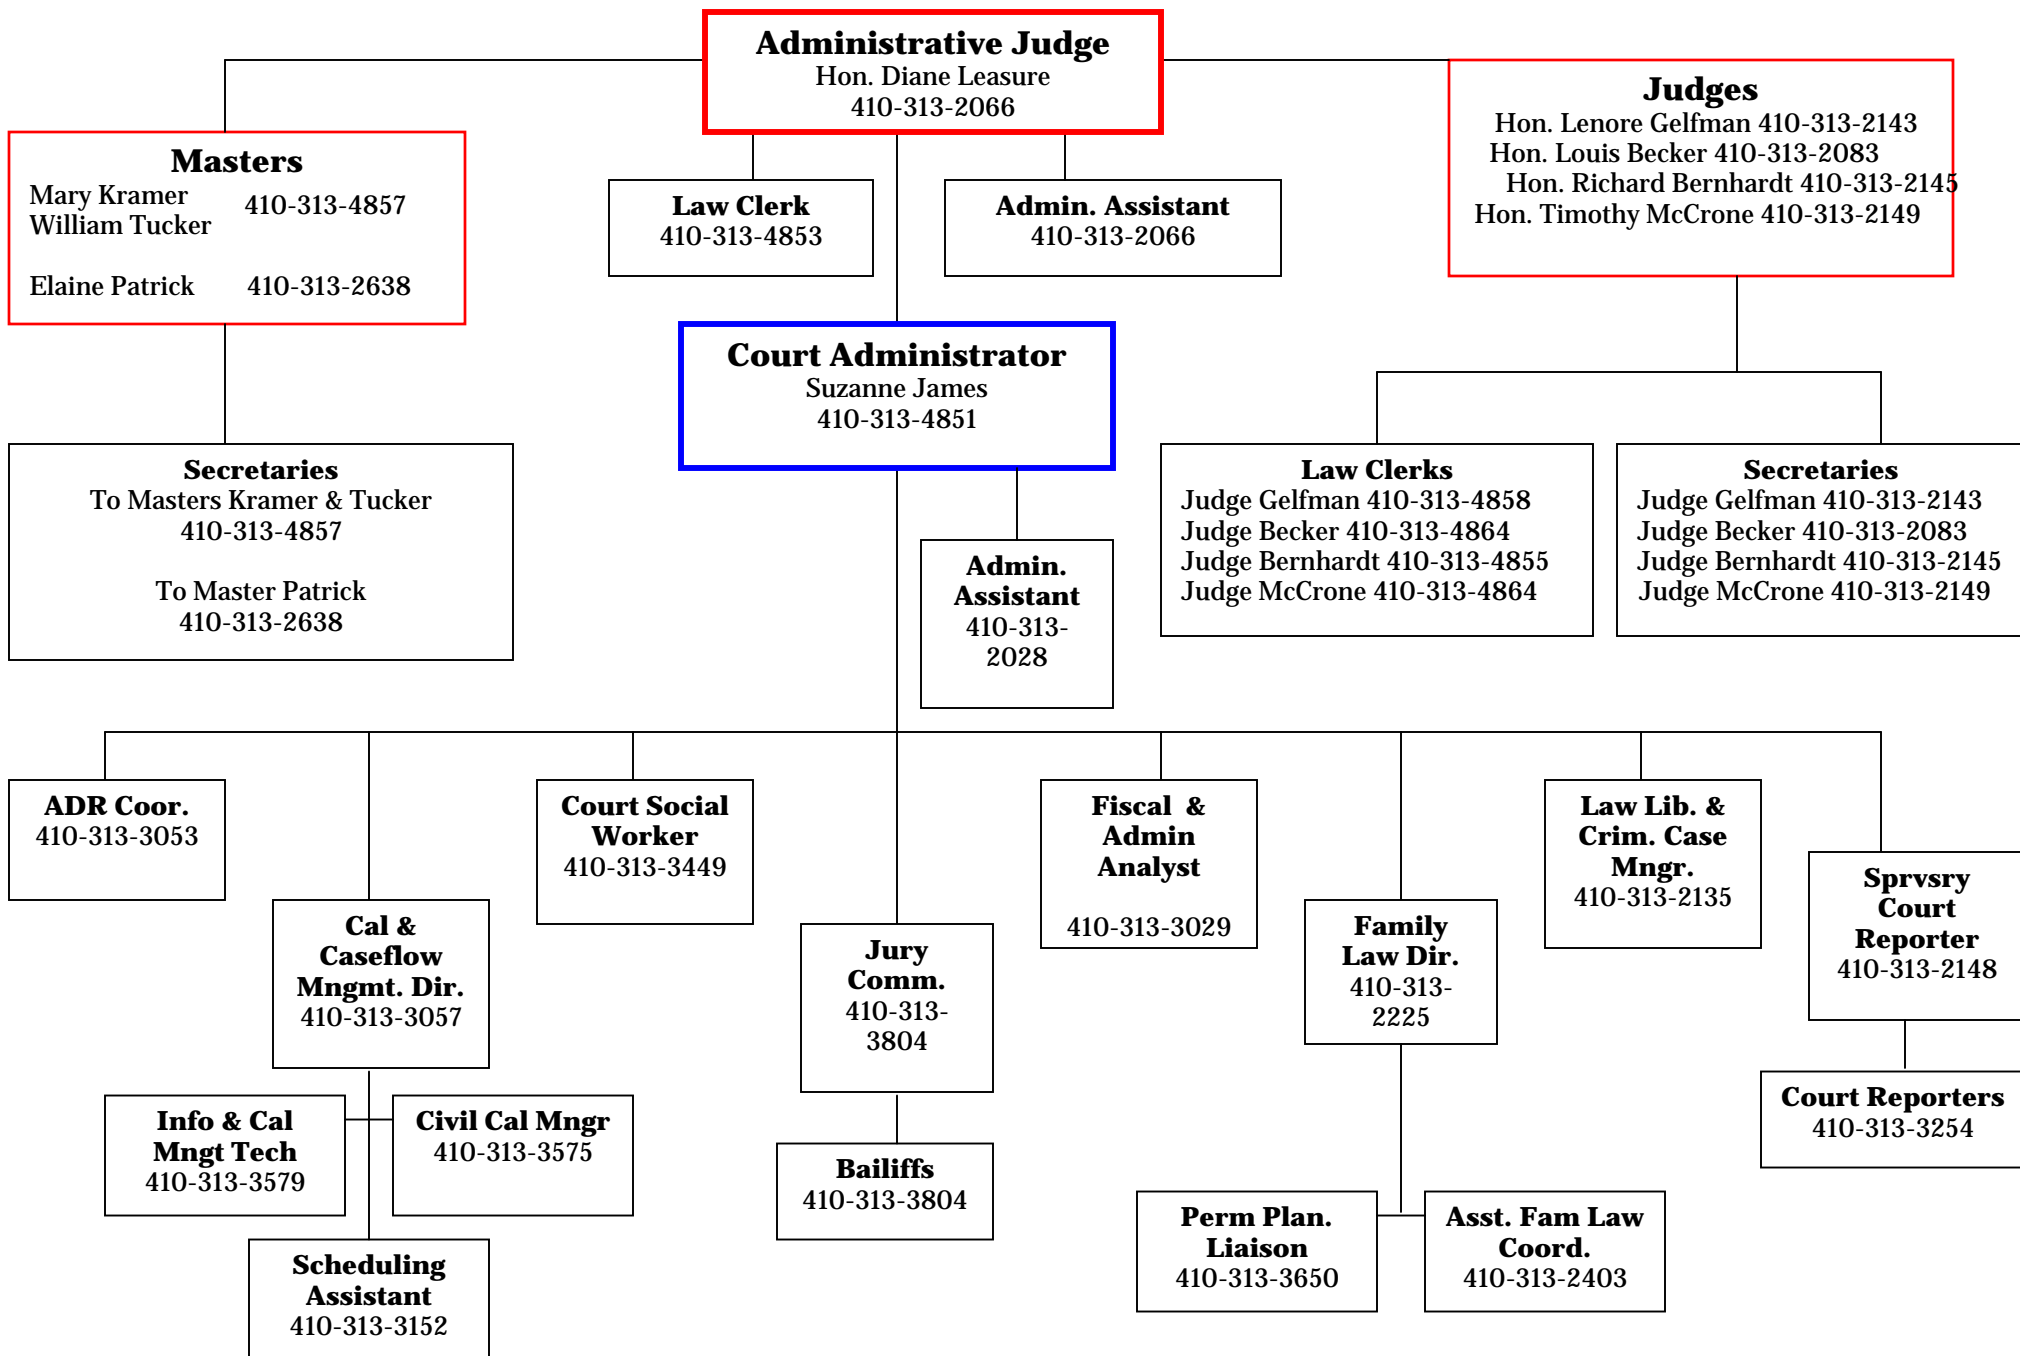 Administrative Judge
Hon. Diane Leasure
410-313-2066
Judges
Hon. Lenore Gelfman 410-313-2143
Hon. Louis Becker 410-313-2083
Hon. Richard Bernhardt 410-313-2145
Hon. Timothy McCrone 410-313-2149
Masters
Mary Kramer
William Tucker
410-313-4857
Elaine Patrick 410-313-2638
Law Clerk
410-313-4853
Admin. Assistant
410-313-2066
Court Administrator
Suzanne James
410-313-4851
Secretaries
To Masters Kramer & Tucker
410-313-4857
To Master Patrick
410-313-2638
Admin.
Assistant
410-313-
2028
Law Clerks
Judge Gelfman 410-313-4858
Judge Becker 410-313-4864
Judge Bernhardt 410-313-4855
Judge McCrone 410-313-4864
Secretaries
Judge Gelfman 410-313-2143
Judge Becker 410-313-2083
Judge Bernhardt 410-313-2145
Judge McCrone 410-313-2149
ADR Coor.
410-313-3053
Cal &
Caseflow
Mngmt. Dir.
410-313-3057
Court Social
Worker
410-313-3449
Jury
Comm.
410-313-
3804
Fiscal & 
Admin
Analyst
410-313-3029
Family
Law Dir.
410-313-
2225
Law Lib. &
Crim. Case
Mngr.
410-313-2135
Sprvsry
Court
Reporter
410-313-2148
Info & Cal
Mngt Tech
410-313-3579
Civil Cal Mngr
410-313-3575
Scheduling
Assistant
410-313-3152
Bailiffs
410-313-3804
Perm Plan.
Liaison
410-313-3650
Asst. Fam Law
Coord.
410-313-2403
Court Reporters
410-313-3254